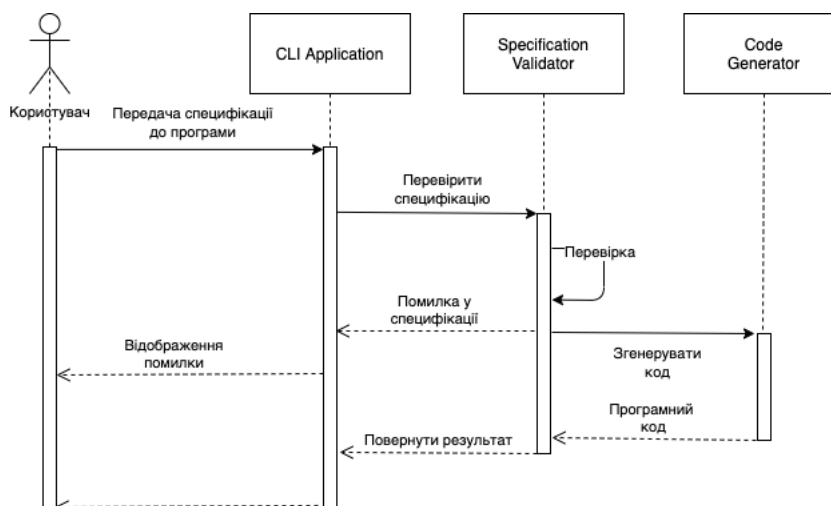 CLI Application
Specification
Validator
Code
Generator
Користувач
Передача специфікації
до програми
Перевірити
специфікацію
Перевірка
Помилка у
специфікації
Відображення
помилки
Згенерувати
код
Програмний
код
Повернути результат